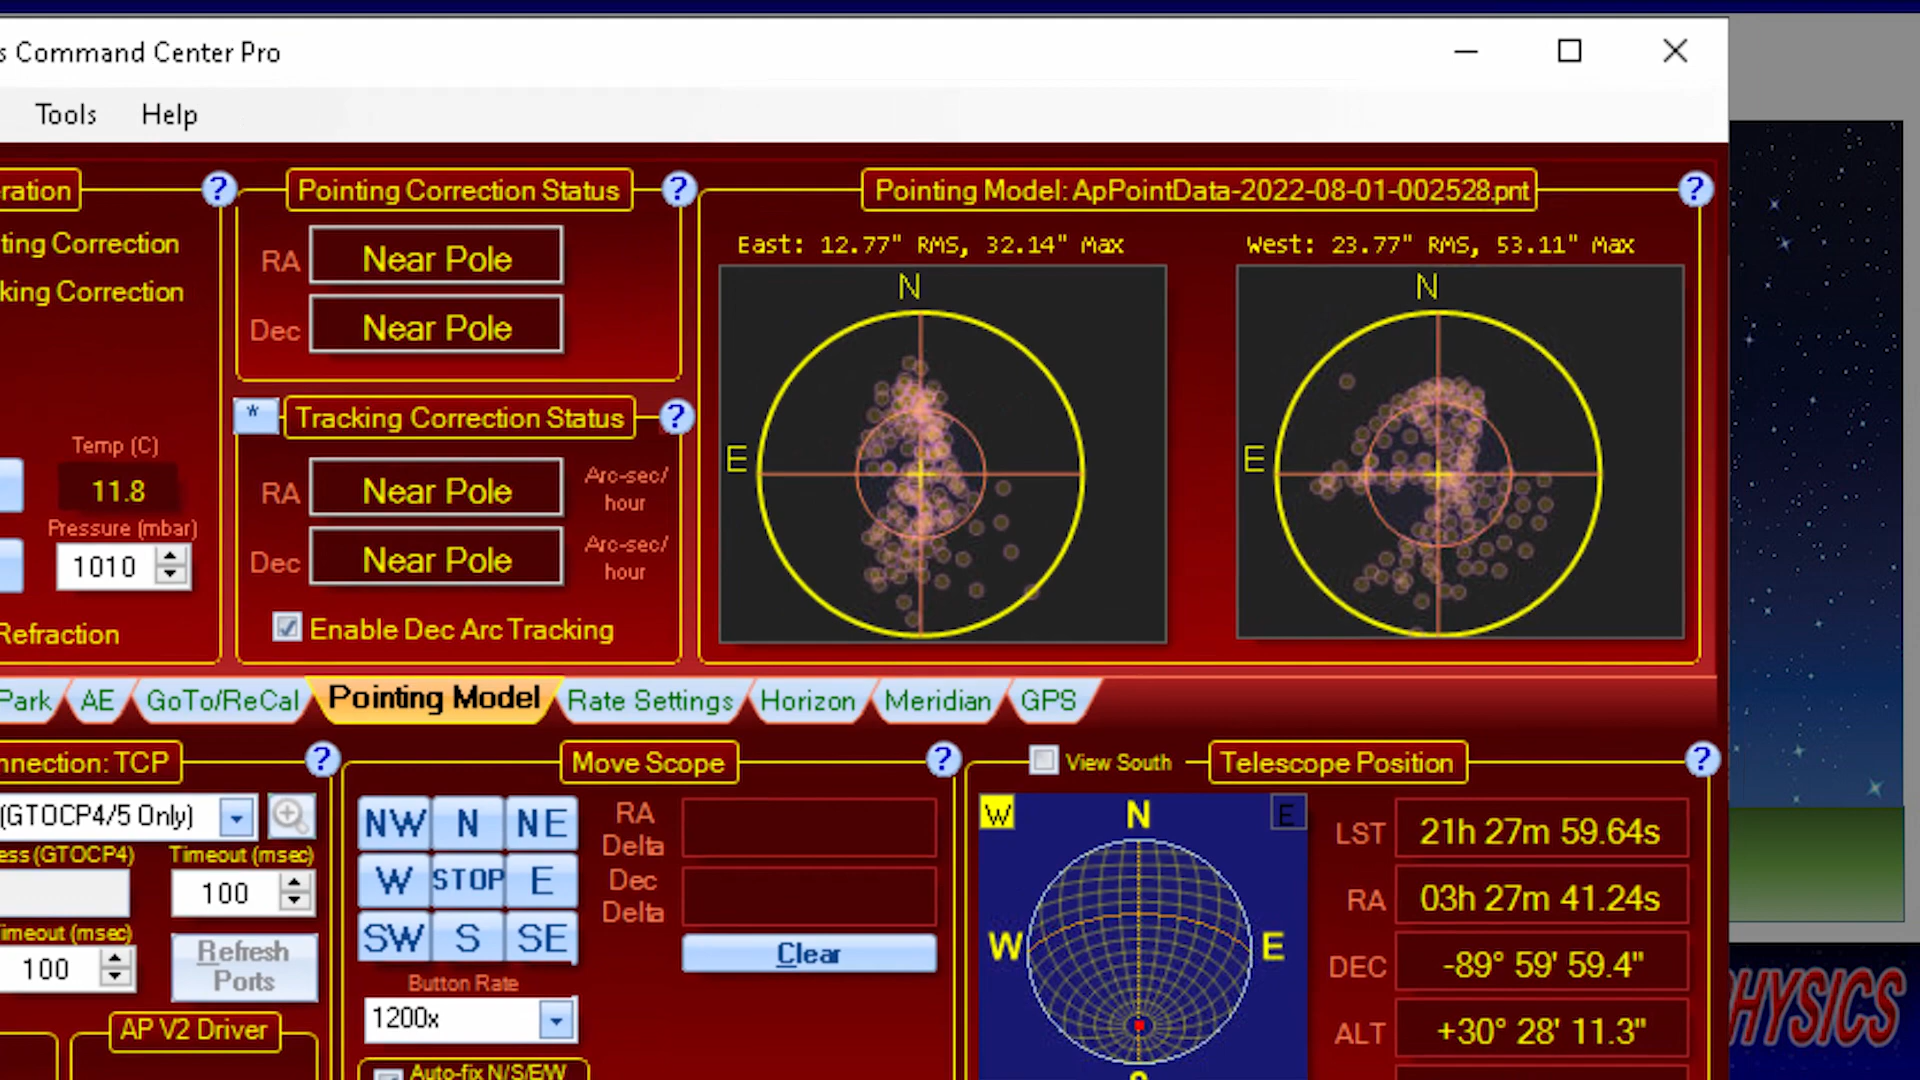 s Command Center Pro
Tools Help
eration
Pointing Correction Status
Pointing Model: ApPointData-2022-08-01-002528.pnt
ting Correction
king Correction
RA Near Pole
Dec Near Pole
East: 12.77" RMS, 32.14" Max
West: 23.77" RMS, 53.11" Max
N
E
N
E
* Tracking Correction Status
RA Near Pole Arc-sec/
hour
Dec Near Pole Arc-sec/
hour
Enable Dec Arc Tracking
Temp (C)
11.8
Pressure (mbar)
1010
Refraction
Park AE GoTo/ReCal Pointing Model Rate Settings Horizon Meridian GPS
nnection: TCP
(GTOCP4/5 Only)
ess (GTOCP4) Timeout (msec)
100
Timeout (msec)
100
Refresh
Ports
AP V2 Driver
Move Scope
NW N NE
W STOP E
SW S SE
RA
Delta
Dec
Delta
Clear
Button Rate
1200x
Auto-fix N/S/E/W
View South Telescope Position
W N E
W E
LST 21h 27m 59.64s
RA 03h 27m 41.24s
DEC -89° 59' 59.4"
ALT +30° 28' 11.3"
PHYSICS